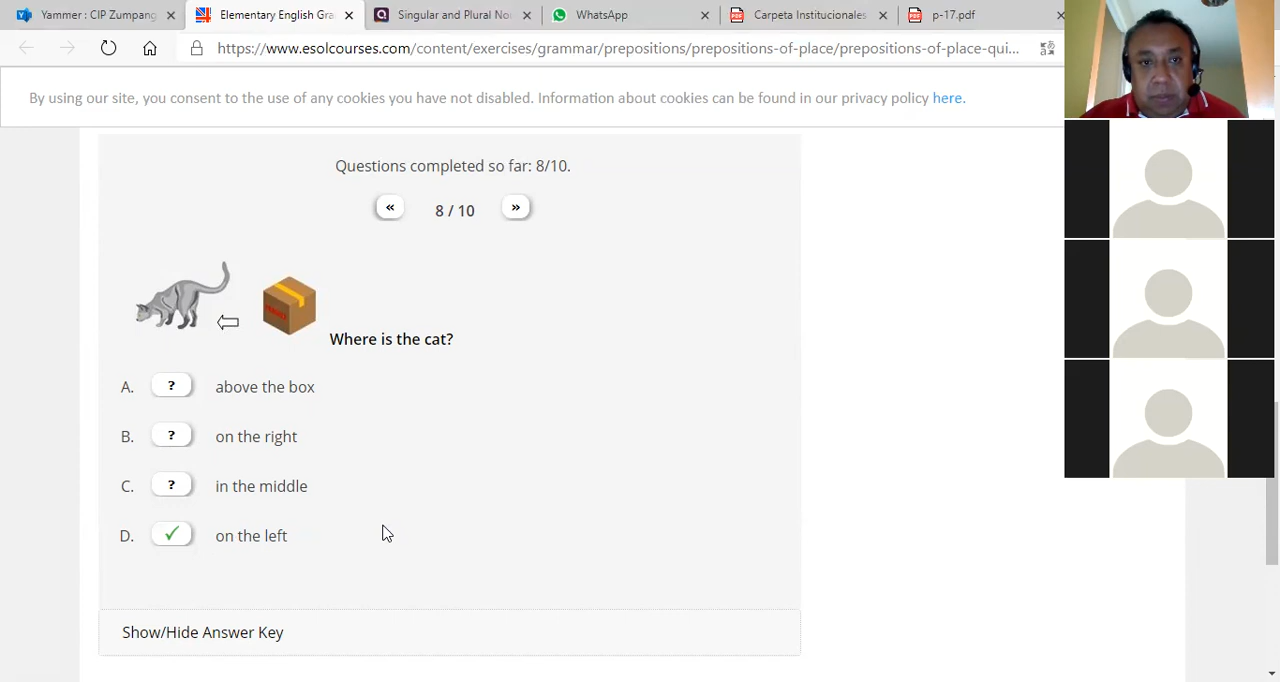 Yammer : CIP Zumpang
Elementary English Gra
Singular and Plural No
WhatsApp
Carpeta Institucionales
p-17.pdf
https://www.esolcourses.com/content/exercises/grammar/prepositions/prepositions-of-place/prepositions-of-place-qui...
By using our site, you consent to the use of any cookies you have not disabled. Information about cookies can be found in our privacy policy here.
Questions completed so far: 8/10.
« 8 / 10 »
Where is the cat?
A. ? above the box
B. ? on the right
C. ? in the middle
D. ✓ on the left
Show/Hide Answer Key